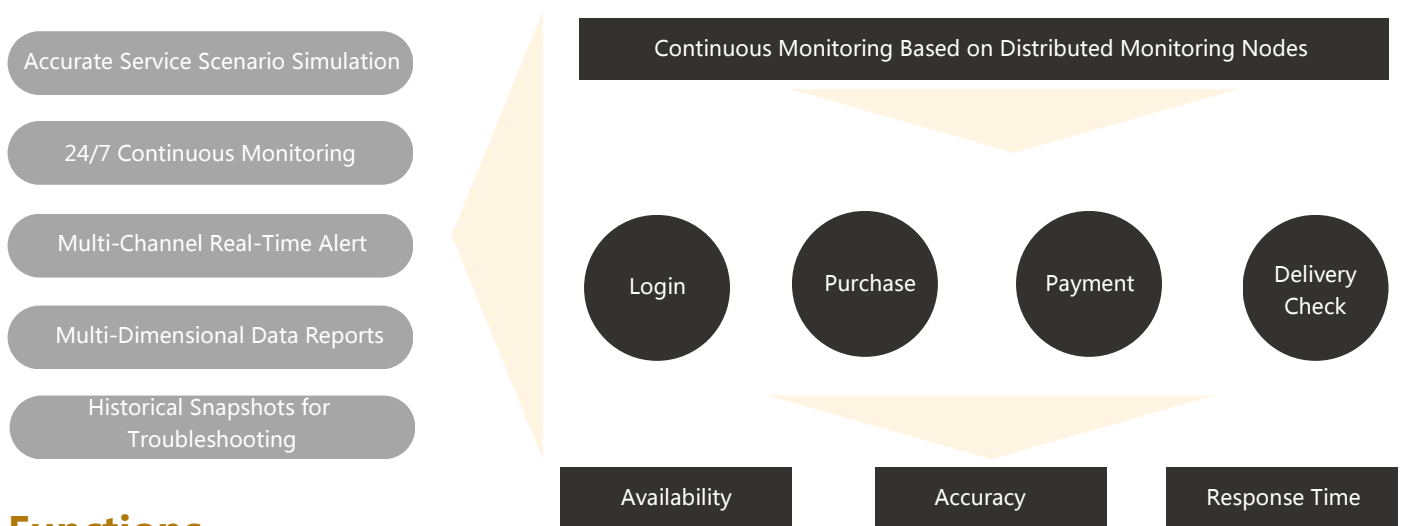 Accurate Service Scenario Simulation
24/7 Continuous Monitoring
Multi-Channel Real-Time Alert
Multi-Dimensional Data Reports
Historical Snapshots for
Troubleshooting
Continuous Monitoring Based on Distributed Monitoring Nodes
Login
Purchase
Payment
Delivery
Check
Availability
Accuracy
Response Time
Functions